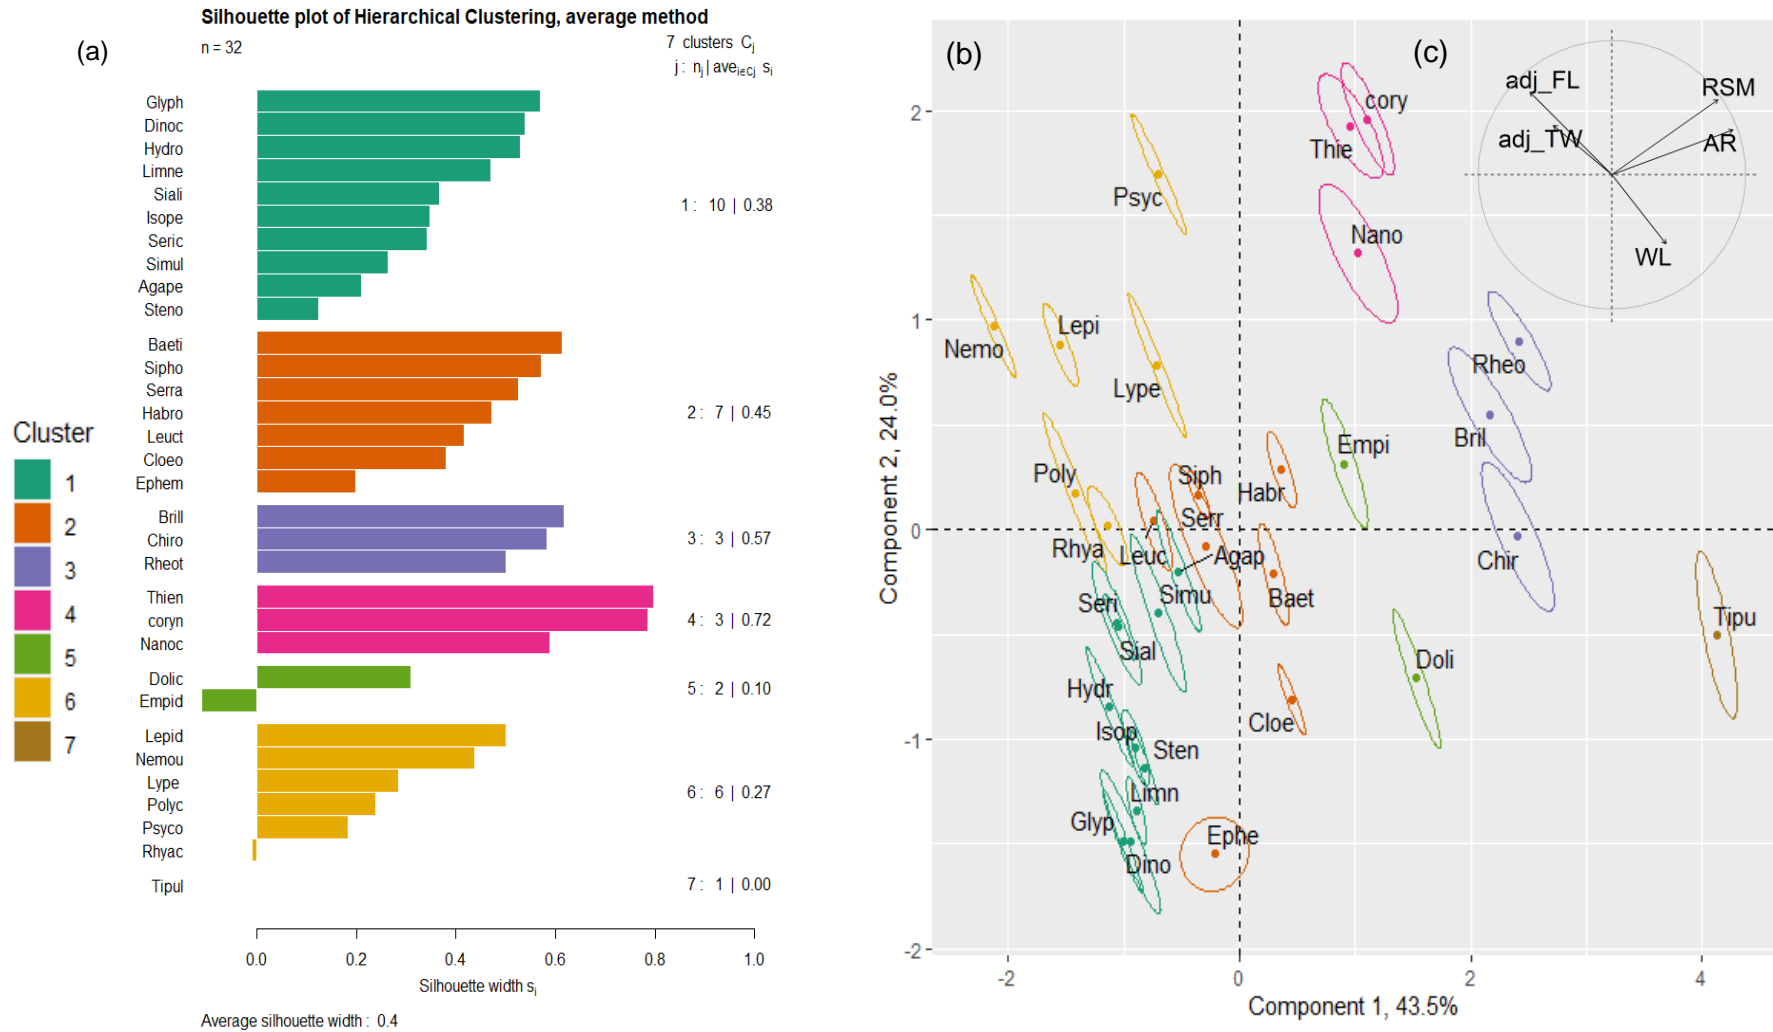 Silhouette plot of Hierarchical Clustering, average method
(a)
n = 32
7 clusters Cj
j : nj | avei∈Cj si
Glyph
Dinoc
Hydro
Limne
Siali
Isope
Seric
Simul
Agape
Steno
1 : 10 | 0.38
Baeti
Sipho
Serra
Habro
Leuct
Cloeo
Ephem
2 : 7 | 0.45
Brill
Chiro
Rheot
3 : 3 | 0.57
Thien
coryn
Nanoc
4 : 3 | 0.72
Dolic
Empid
5 : 2 | 0.10
Lepid
Nemou
Lype
Polyc
Psyco
Rhyac
6 : 6 | 0.27
Tipul
7 : 1 | 0.00
0.0 0.2 0.4 0.6 0.8 1.0
Silhouette width si
Average silhouette width : 0.4
Cluster
1
2
3
4
5
6
7
(b)
(c)
adj_FL
RSM
adj_TW
AR
WL
cory
Thie
Psyc
Nano
Nemo
Lepi
Lype
Rheo
Bril
Empi
Poly
Siph
Habr
Serr
Rhya
Leuc
Agap
Chir
Simu
Baet
Seri
Sial
Tipu
Doli
Hydr
Isop
Sten
Cloe
Limn
Glyp
Ephe
Dino
2
1
0
-1
-2
Component 2, 24.0%
-2 0 2 4
Component 1, 43.5%